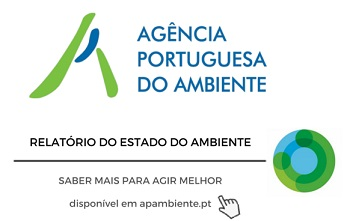 AGÊNCIA
PORTUGUESA
DO AMBIENTE
RELATÓRIO DO ESTADO DO AMBIENTE
SABER MAIS PARA AGIR MELHOR
disponível em apambiente.pt